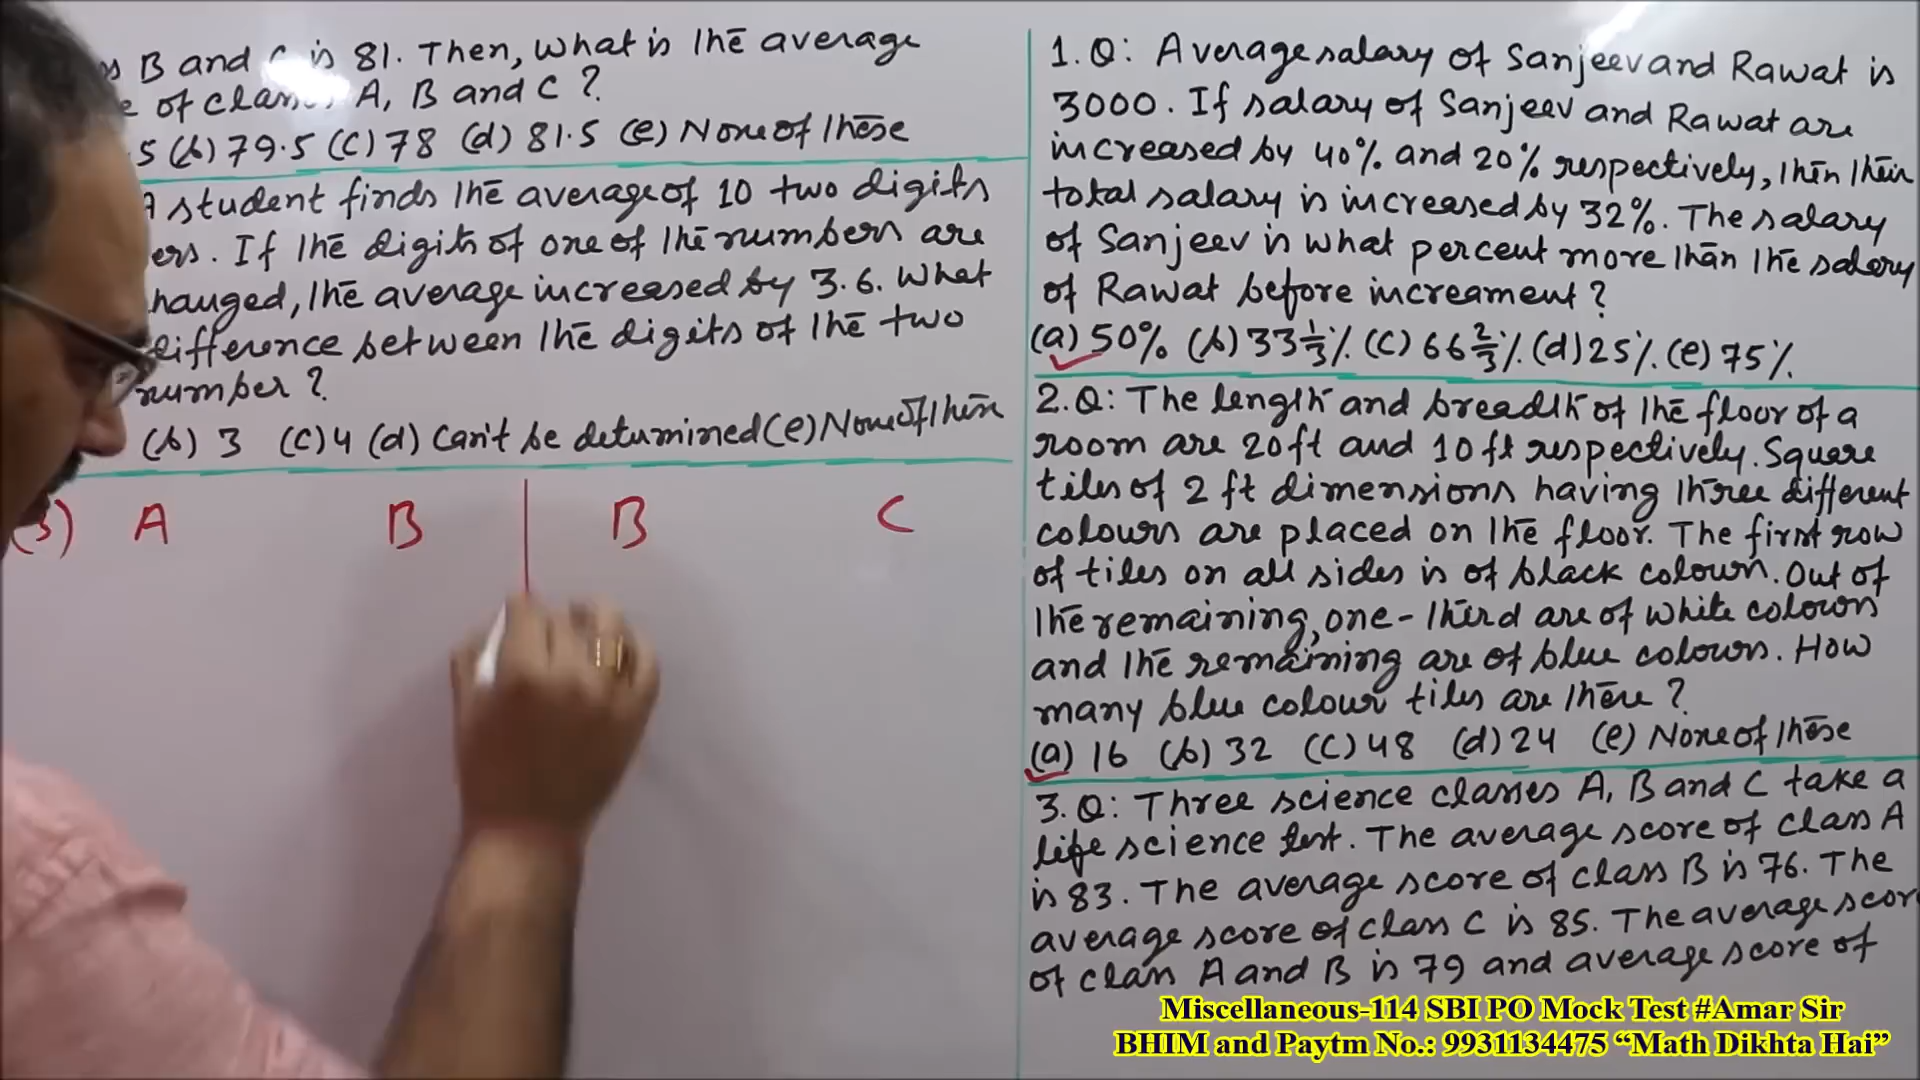 B and C is 81. Then, what is the average
of classes A, B and C ?
.5 (b) 79.5 (c) 78 (d) 81.5 (e) None of these
A student finds the average of 10 two digits
ers. If the digits of one of the numbers are
hanged, the average increased by 3.6. What
difference between the digits of the two
number ?
(b) 3 (c) 4 (d) can't be determined (e) None of these
(3) A B B C
1. Q: Average salary of Sanjeev and Rawat is
3000. If salary of Sanjeev and Rawat are
increased by 40% and 20% respectively, then their
total salary is increased by 32%. The salary
of Sanjeev is what percent more than the salary
of Rawat before increament ?
(a) 50% (b) 33 1/3 % (c) 66 2/3 % (d) 25% (e) 75%
2. Q: The length and breadth of the floor of a
room are 20ft and 10 ft respectively. Square
tiles of 2 ft dimensions having three different
colours are placed on the floor. The first row
of tiles on all sides is of black colour. Out of
the remaining, one-third are of white colours
and the remaining are of blue colours. How
many blue colour tiles are there ?
(a) 16 (b) 32 (c) 48 (d) 24 (e) None of these
3. Q: Three science classes A, B and C take a
life science test. The average score of class A
is 83. The average score of class B is 76. The
average score of class C is 85. The average scor
of class A and B is 79 and average score of
Miscellaneous-114 SBI PO Mock Test #Amar Sir
BHIM and Paytm No.: 9931134475 “Math Dikhta Hai”